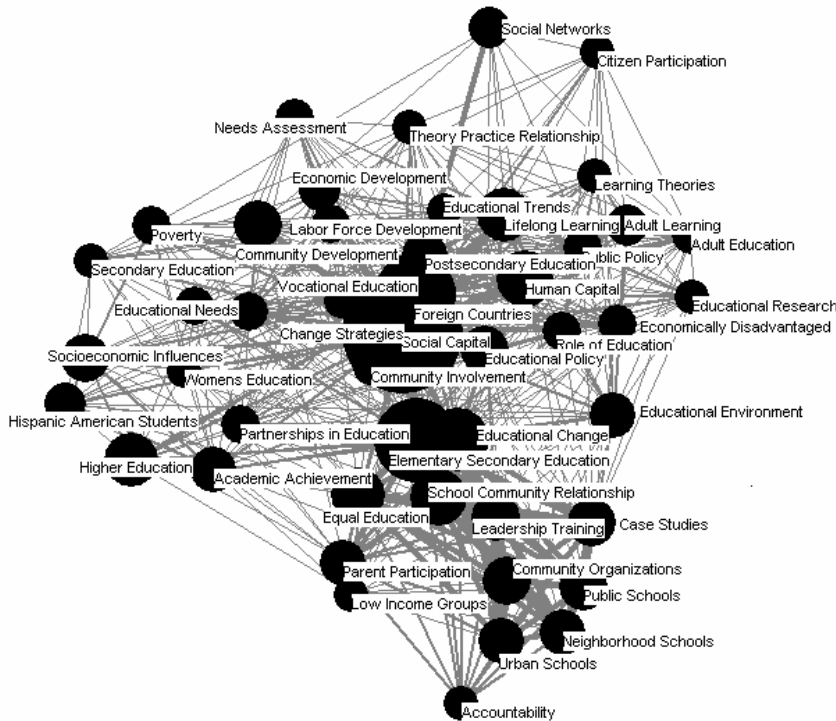 Social Networks
Citizen Participation
Needs Assessment
Theory Practice Relationship
Economic Development
Learning Theories
Educational Trends
Poverty
Labor Force Development
Lifelong Learning
Adult Learning
Adult Education
Community Development
Public Policy
Secondary Education
Postsecondary Education
Vocational Education
Human Capital
Educational Needs
Foreign Countries
Educational Research
Change Strategies
Social Capital
Economically Disadvantaged
Role of Education
Socioeconomic Influences
Educational Policy
Womens Education
Community Involvement
Hispanic American Students
Partnerships in Education
Educational Change
Educational Environment
Higher Education
Elementary Secondary Education
Academic Achievement
School Community Relationship
Equal Education
Leadership Training
Case Studies
Parent Participation
Community Organizations
Low Income Groups
Public Schools
Neighborhood Schools
Urban Schools
Accountability